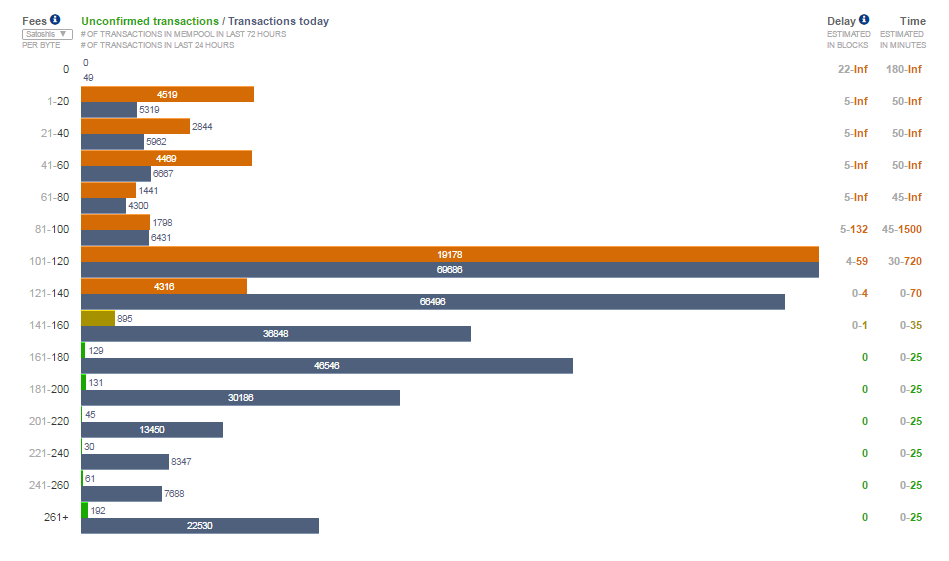 Fees Unconfirmed transactions / Transactions today Delay Time
Satoshis ▼ # OF TRANSACTIONS IN MEMPOOL IN LAST 72 HOURS ESTIMATED ESTIMATED
PER BYTE # OF TRANSACTIONS IN LAST 24 HOURS IN BLOCKS IN MINUTES
0
0 22-Inf 180-Inf
49
4519
1-20 5-Inf 50-Inf
5319
2844
21-40 5-Inf 50-Inf
5962
4469
41-60 5-Inf 50-Inf
6667
1441
61-80 5-Inf 45-Inf
4300
1798
81-100 5-132 45-1500
6431
19178
101-120 4-59 30-720
69686
4316
121-140 0-4 0-70
66496
895
141-160 0-1 0-35
36848
129
161-180 0 0-25
46546
131
181-200 0 0-25
30186
45
201-220 0 0-25
13450
30
221-240 0 0-25
8347
61
241-260 0 0-25
7688
192
261+ 0 0-25
22530